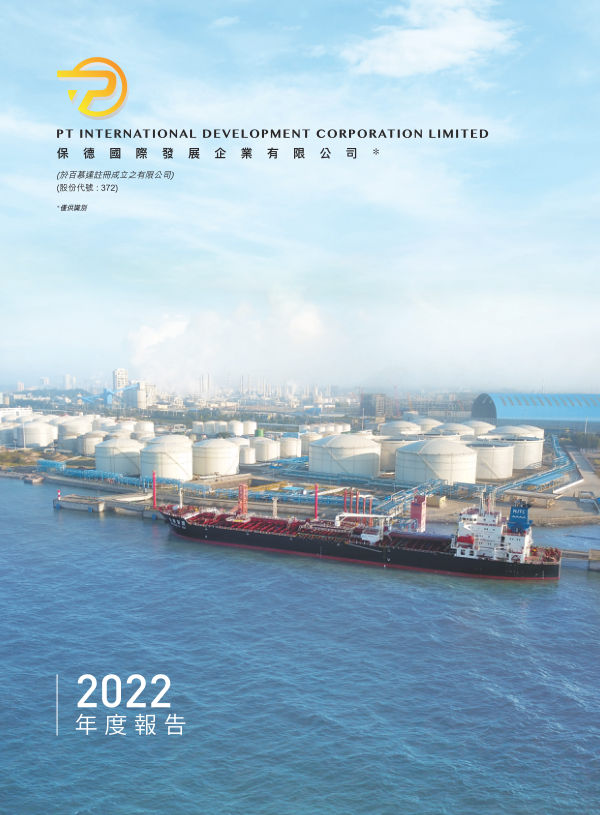 PT INTERNATIONAL DEVELOPMENT CORPORATION LIMITED
保德國際發展企業有限公司*
(於百慕達註冊成立之有限公司)
(股份代號 : 372)
*僅供識別
2022
年度報告